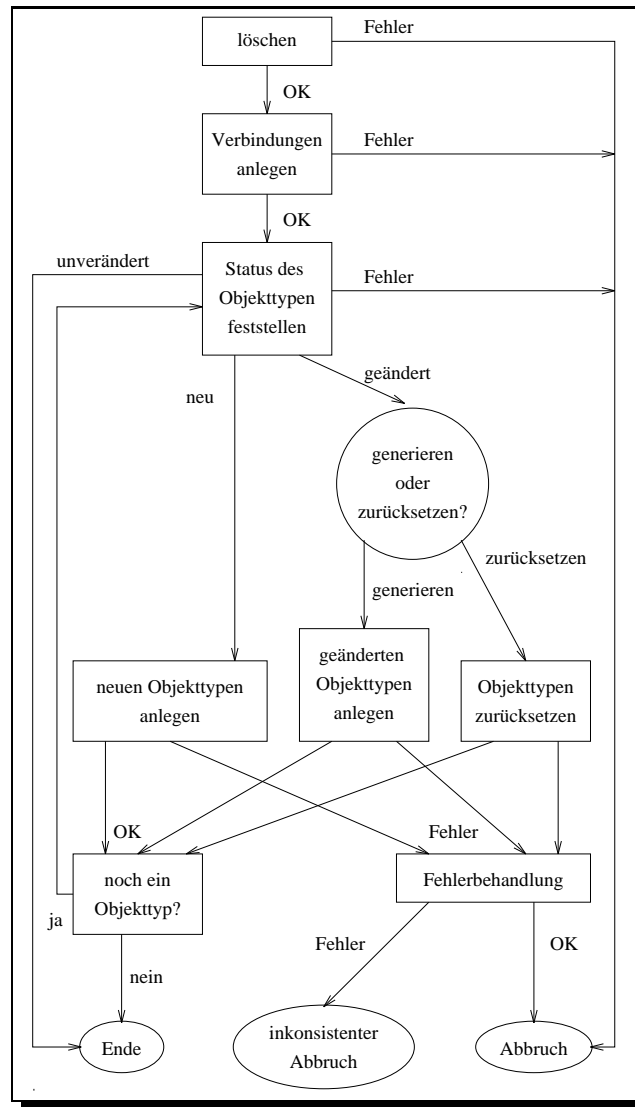 löschen
Fehler
OK
Verbindungen
anlegen
Fehler
OK
unverändert
Status des
Objekttypen
feststellen
Fehler
neu
geändert
generieren
oder
zurücksetzen?
zurücksetzen
generieren
neuen Objekttypen
anlegen
geänderten
Objekttypen
anlegen
Objekttypen
zurücksetzen
OK
Fehler
noch ein
Objekttyp?
Fehlerbehandlung
ja
nein
Fehler
OK
Ende
inkonsistenter
Abbruch
Abbruch